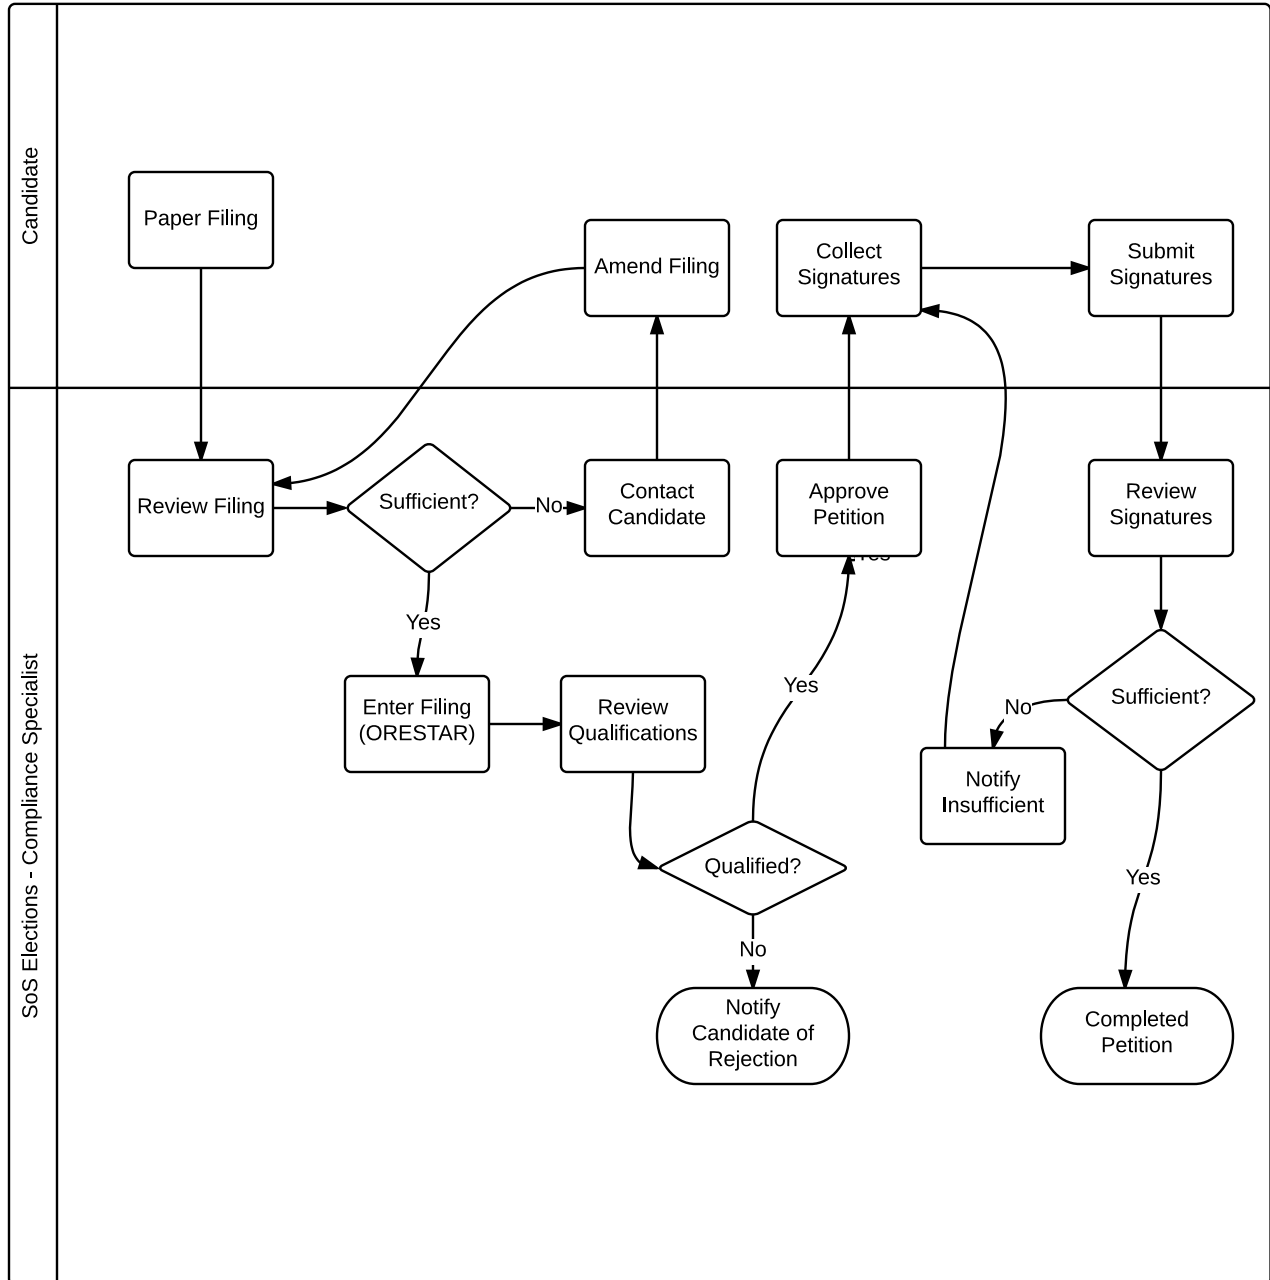 Candidate
Paper Filing
Amend Filing
Collect
Signatures
Submit
Signatures
SoS Elections - Compliance Specialist
Review Filing
Sufficient?
No
Contact
Candidate
Approve
Petition
Yes
Review
Signatures
Yes
Enter Filing
(ORESTAR)
Review
Qualifications
Yes
Sufficient?
No
Notify
Insufficient
Qualified?
Yes
No
Notify
Candidate of
Rejection
Completed
Petition